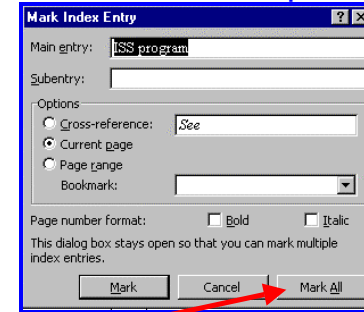 Mark Index Entry
Main entry: ISS program
Subentry:
Options
Cross-reference: See
Current page
Page range
Bookmark:
Page number format: Bold Italic
This dialog box stays open so that you can mark multiple
index entries.
Mark Cancel Mark All